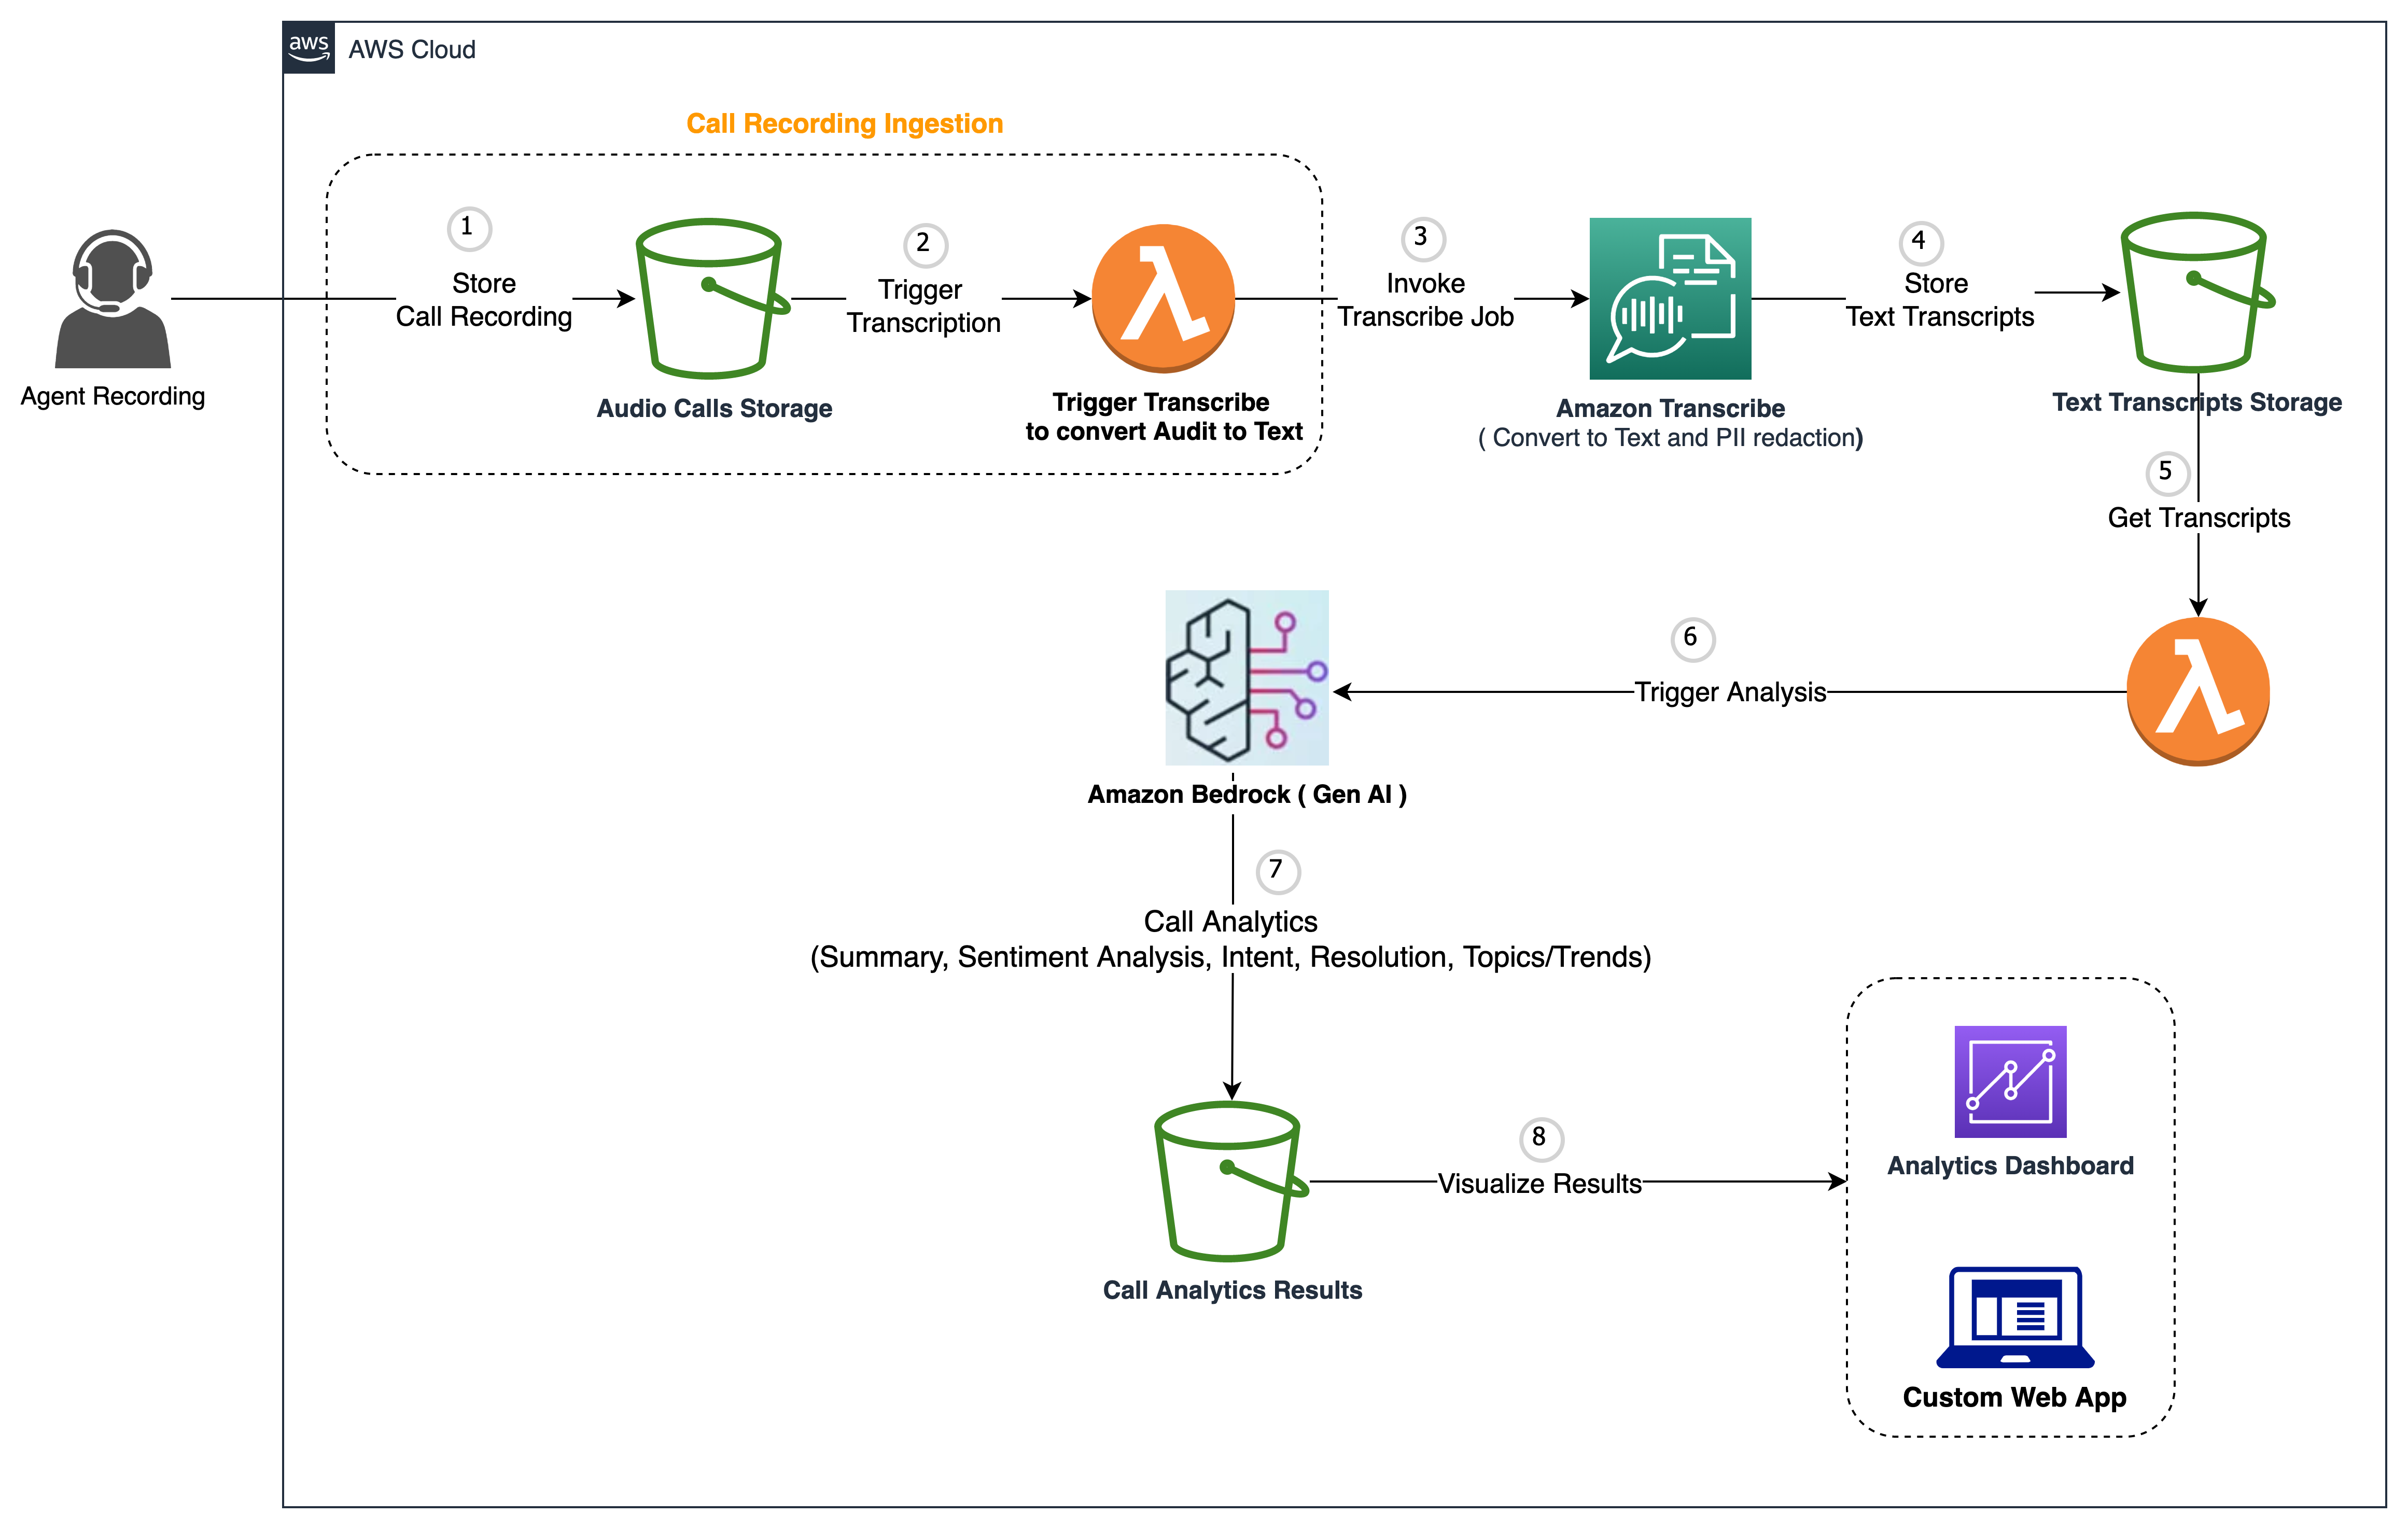 aws
AWS Cloud
Call Recording Ingestion
1
Store
Call Recording
2
Trigger
Transcription
3
Invoke
Transcribe Job
4
Store
Text Transcripts
Agent Recording
Audio Calls Storage
Trigger Transcribe
to convert Audit to Text
Amazon Transcribe
( Convert to Text and PII redaction)
Text Transcripts Storage
5
Get Transcripts
6
Trigger Analysis
Amazon Bedrock ( Gen AI )
7
Call Analytics
(Summary, Sentiment Analysis, Intent, Resolution, Topics/Trends)
8
Visualize Results
Call Analytics Results
Analytics Dashboard
Custom Web App